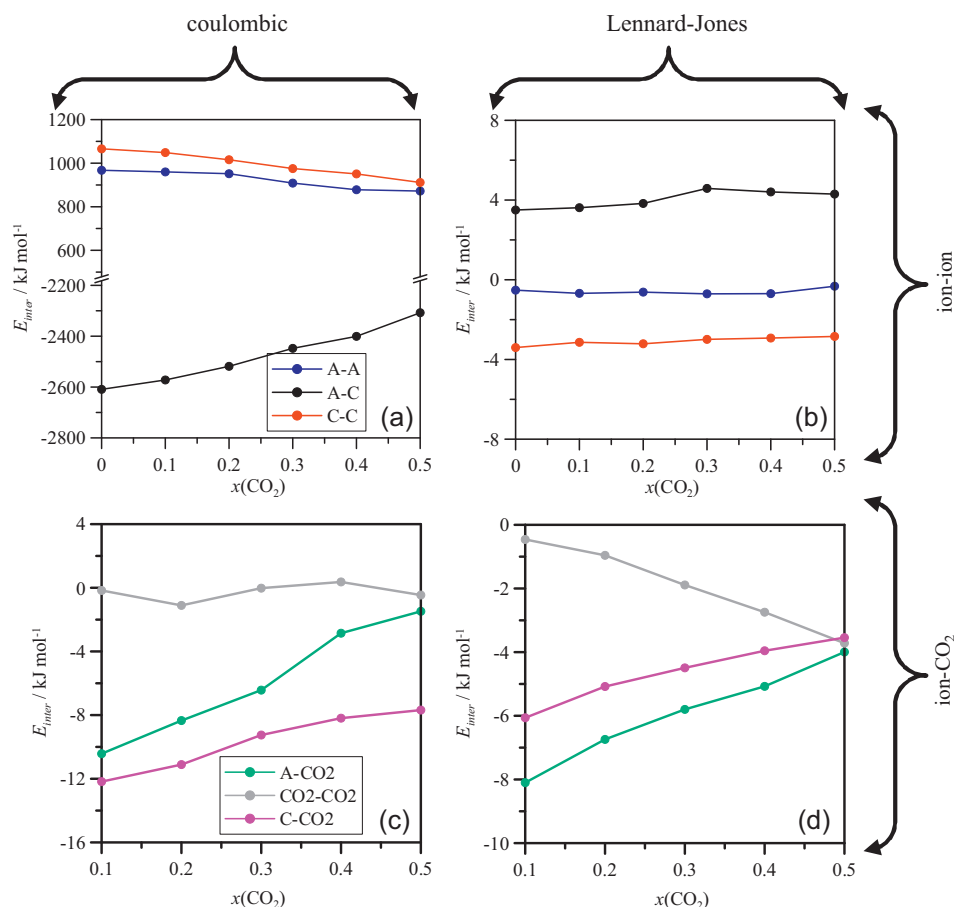 coulombic
Lennard-Jones
1200
1000
800
600
-2200
-2400
-2600
-2800
E_inter / kJ mol⁻¹
A-A
A-C
C-C
(a)
0 0.1 0.2 0.3 0.4 0.5
x(CO₂)
8
4
0
-4
-8
E_inter / kJ mol⁻¹
(b)
0 0.1 0.2 0.3 0.4 0.5
x(CO₂)
ion-ion
4
0
-4
-8
-12
-16
E_inter / kJ mol⁻¹
A-CO2
CO2-CO2
C-CO2
(c)
0.1 0.2 0.3 0.4 0.5
x(CO₂)
0
-2
-4
-6
-8
-10
E_inter / kJ mol⁻¹
(d)
0.1 0.2 0.3 0.4 0.5
x(CO₂)
ion-CO₂